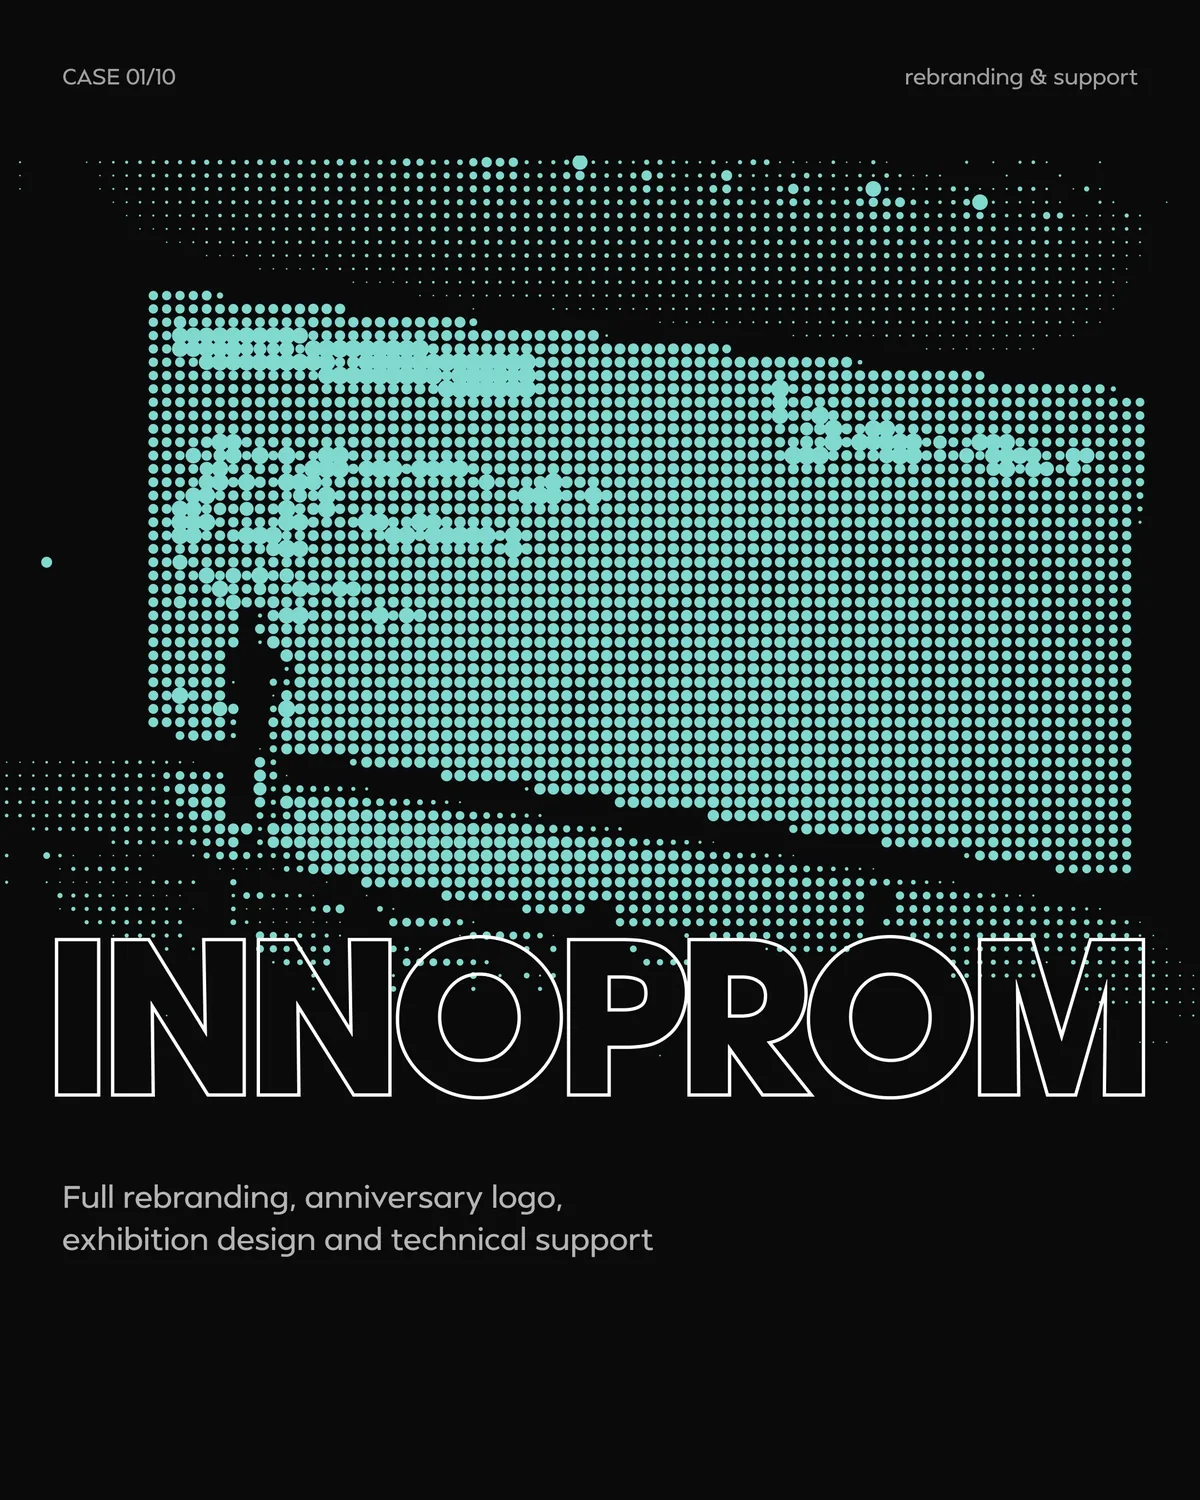 CASE 01/10
rebranding & support
INNOPROM
Full rebranding, anniversary logo,
exhibition design and technical support